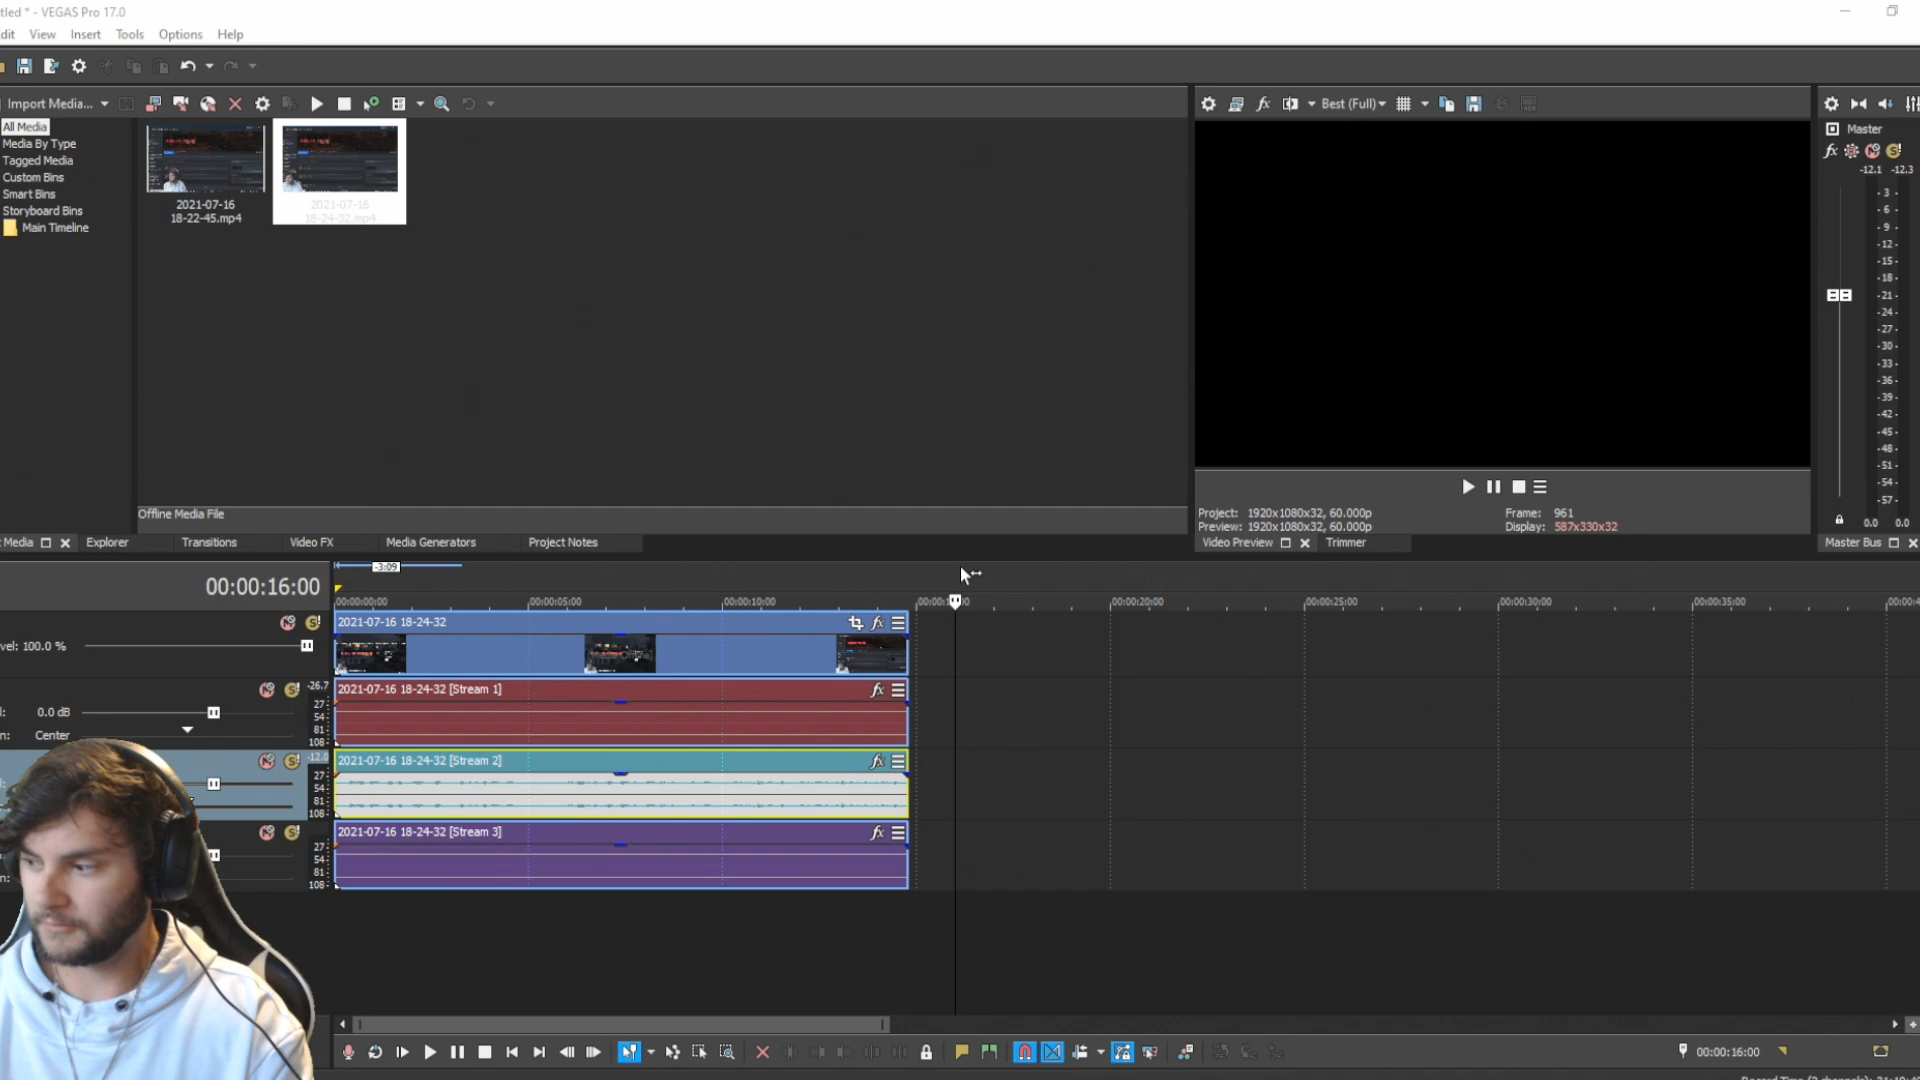 tled * - VEGAS Pro 17.0
dit View Insert Tools Options Help
Import Media...
Best (Full)
All Media
Media By Type
Tagged Media
Custom Bins
Smart Bins
Storyboard Bins
Main Timeline
2021-07-16
18-22-45.mp4
2021-07-16
18-24-32.mp4
Master
-12.1 -12.3
- 3 -
- 6 -
- 9 -
-12-
-15-
-18-
-21-
-24-
-27-
-30-
-33-
-36-
-39-
-42-
-45-
-48-
-51-
-54-
-57-
0.0 0.0
Offline Media File
Project: 1920x1080x32, 60.000p
Preview: 1920x1080x32, 60.000p
Frame: 961
Display: 587x330x32
Media Explorer Transitions Video FX Media Generators Project Notes
Video Preview Trimmer
Master Bus
-3:09
00:00:16:00
00:00:00:00 00:00:05:00 00:00:10:00 00:00:20:00 00:00:25:00 00:00:30:00 00:00:35:00
2021-07-16 18-24-32
vel: 100.0 %
-26.7
2021-07-16 18-24-32 [Stream 1]
l: 0.0 dB
n: Center
27-
54-
81-
108-
-12.0
2021-07-16 18-24-32 [Stream 2]
27-
54-
81-
108-
2021-07-16 18-24-32 [Stream 3]
n:
27-
54-
81-
108-
00:00:16:00